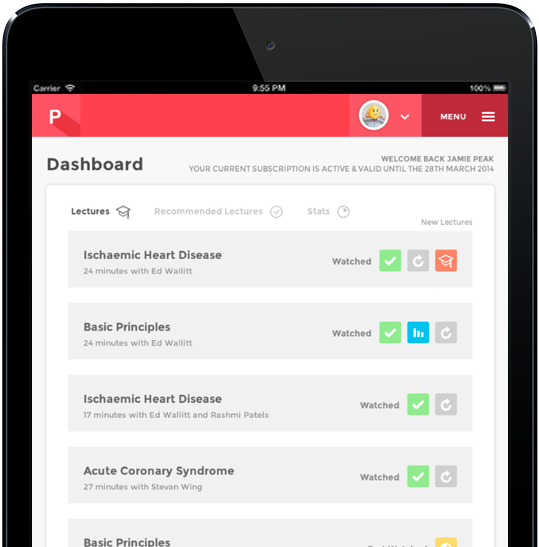 Carrier 9:55 PM 100%
P MENU
Dashboard
WELCOME BACK JAMIE PEAK
YOUR CURRENT SUBSCRIPTION IS ACTIVE & VALID UNTIL THE 28TH MARCH 2014
Lectures Recommended Lectures Stats
New Lectures
Ischaemic Heart Disease
24 minutes with Ed Wallitt
Watched
Basic Principles
24 minutes with Ed Wallitt
Watched
Ischaemic Heart Disease
17 minutes with Ed Wallitt and Rashmi Patels
Watched
Acute Coronary Syndrome
27 minutes with Stevan Wing
Watched
Basic Principles